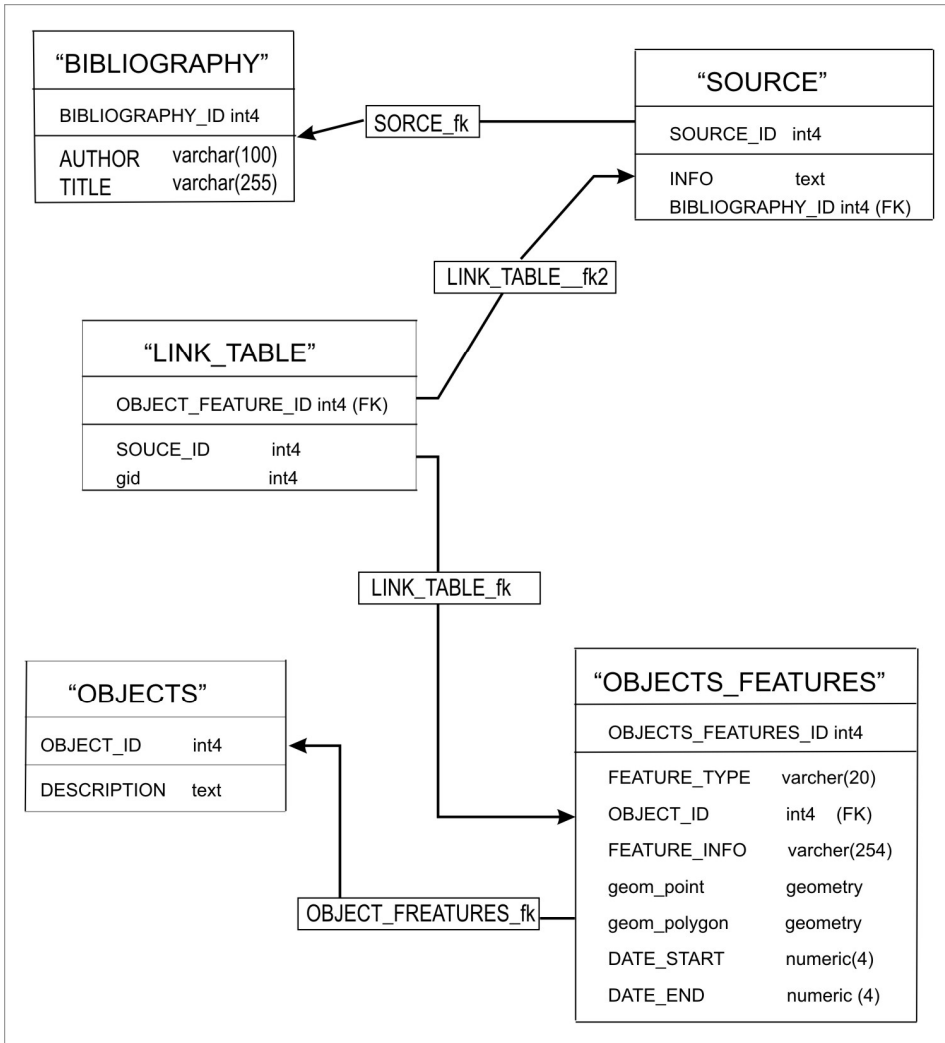 “BIBLIOGRAPHY”
BIBLIOGRAPHY_ID int4
AUTHOR varchar(100)
TITLE varchar(255)
SORCE_fk
“SOURCE”
SOURCE_ID int4
INFO text
BIBLIOGRAPHY_ID int4 (FK)
LINK_TABLE__fk2
“LINK_TABLE”
OBJECT_FEATURE_ID int4 (FK)
SOUCE_ID int4
gid int4
LINK_TABLE_fk
“OBJECTS”
OBJECT_ID int4
DESCRIPTION text
OBJECT_FREATURES_fk
“OBJECTS_FEATURES”
OBJECTS_FEATURES_ID int4
FEATURE_TYPE varcher(20)
OBJECT_ID int4 (FK)
FEATURE_INFO varcher(254)
geom_point geometry
geom_polygon geometry
DATE_START numeric(4)
DATE_END numeric (4)